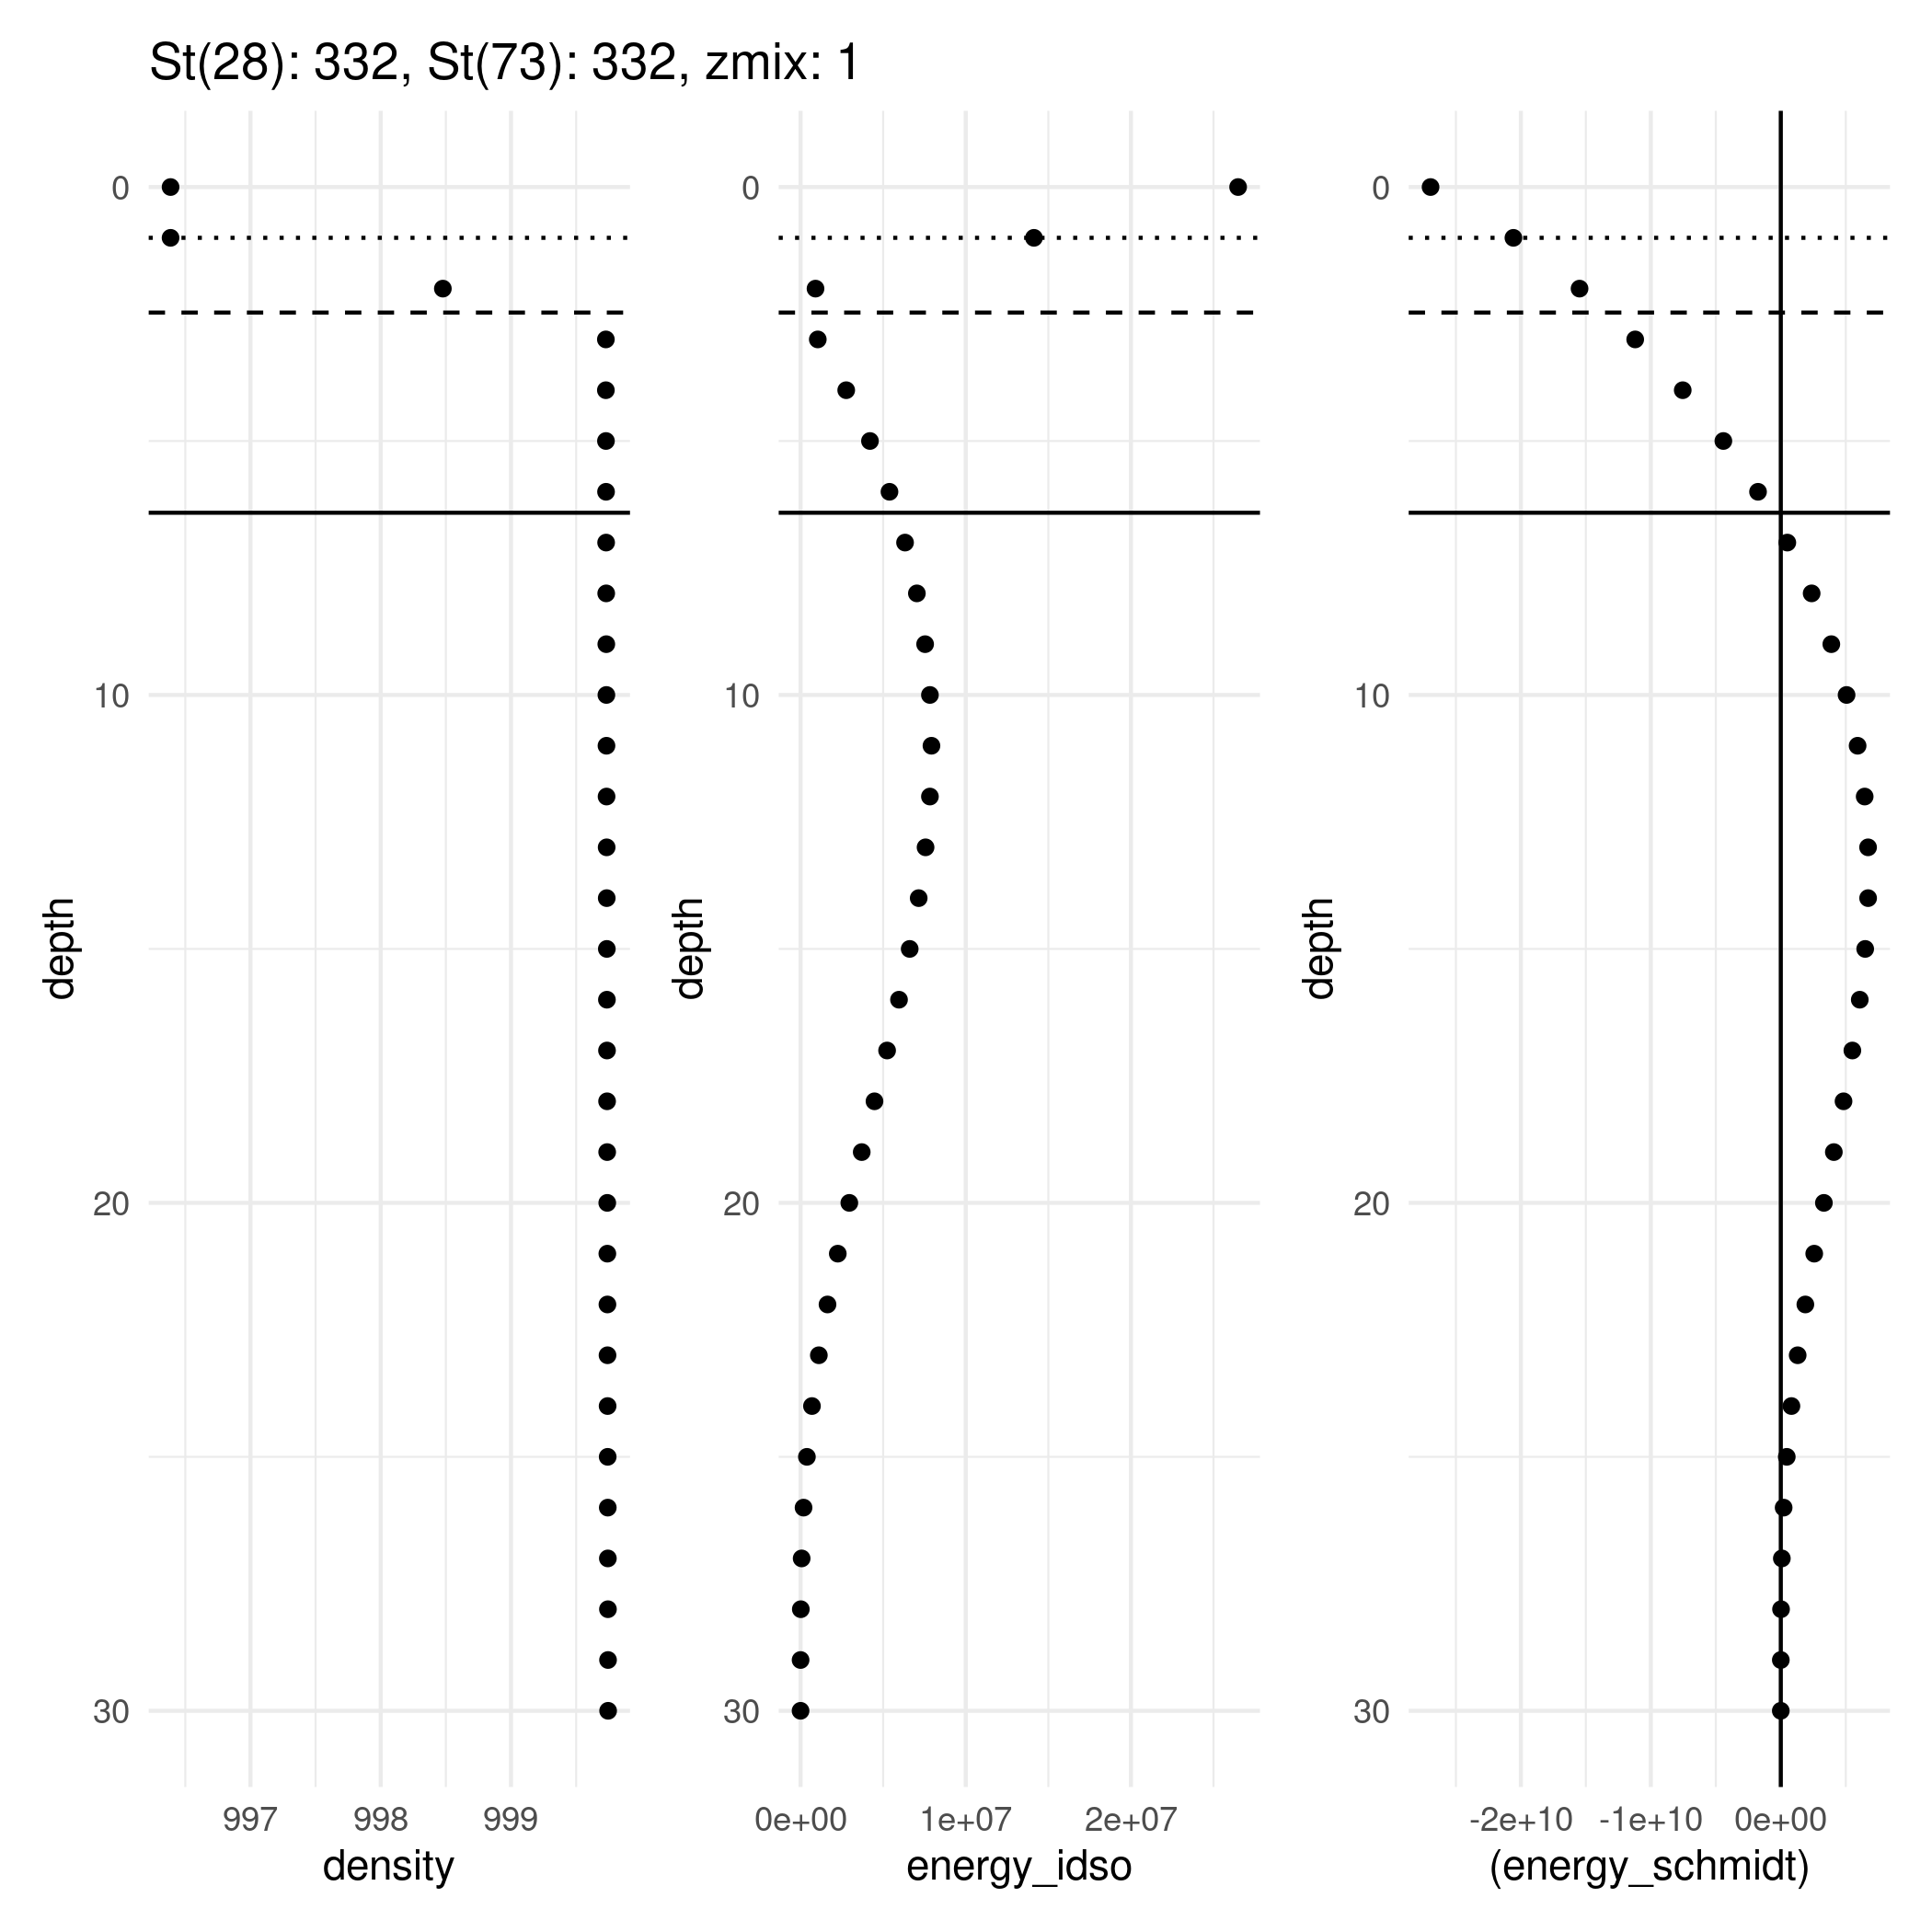 St(28): 332, St(73): 332, zmix: 1
depth
0
10
20
30
997 998 999
density
depth
0
10
20
30
0e+00 1e+07 2e+07
energy_idso
depth
0
10
20
30
-2e+10 -1e+10 0e+00
(energy_schmidt)